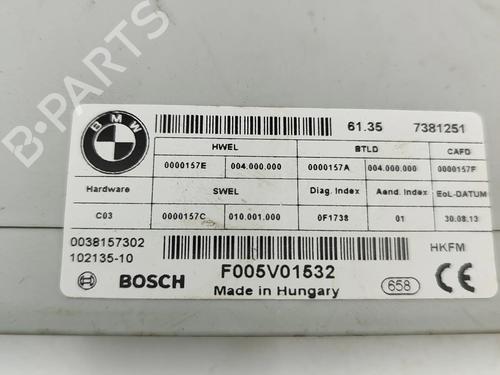 B-PARTS
BMW
61.35 7381251
HWEL BTLD CAFD
0000157E 004.000.000 0000157A 004.000.000 0000157F
Hardware SWEL Diag. Index Aend. Index EoL-DATUM
C03 0000157C 010.001.000 0F1738 01 30.08.13
0038157302 HKFM
102135-10
BOSCH F005V01532 658 CE
Made in Hungary